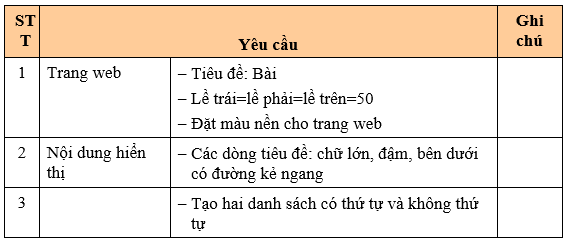 STT Yêu cầu Ghi chú
1 Trang web – Tiêu đề: Bài
– Lề trái=lề phải=lề trên=50
– Đặt màu nền cho trang web
2 Nội dung hiển thị – Các dòng tiêu đề: chữ lớn, đậm, bên dưới
có đường kẻ ngang
3 – Tạo hai danh sách có thứ tự và không thứ
tự